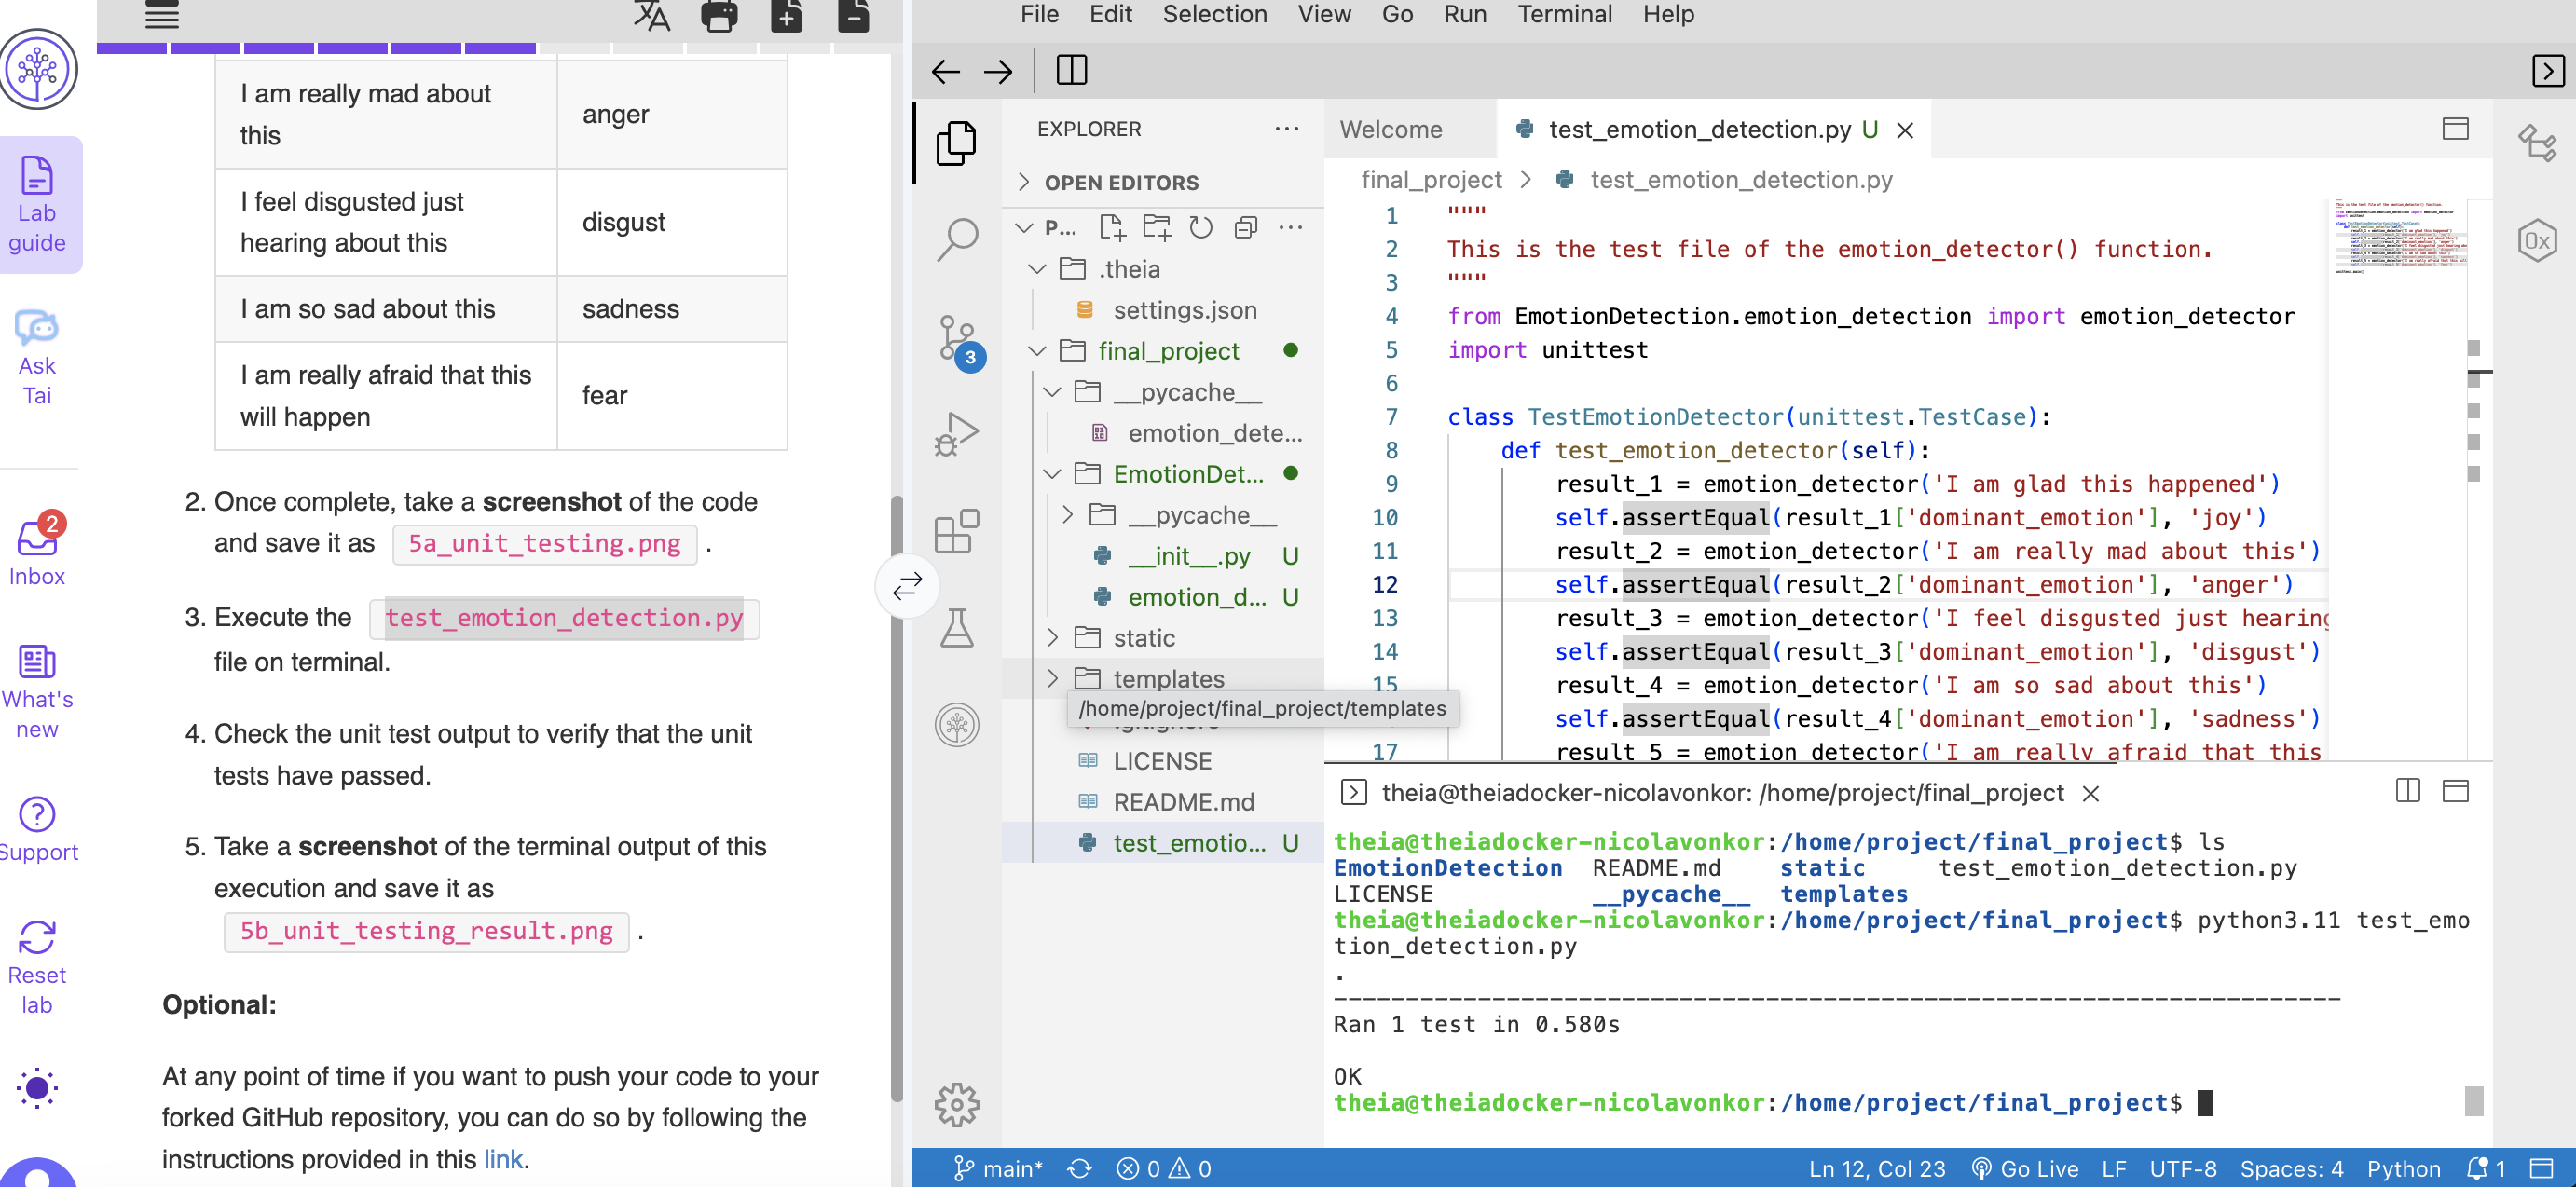 Lab
guide
Ask
Tai
2
Inbox
What's
new
?
Support
Reset
lab
I am really mad about
this
anger
I feel disgusted just
hearing about this
disgust
I am so sad about this
sadness
I am really afraid that this
will happen
fear
2. Once complete, take a screenshot of the code
and save it as 5a_unit_testing.png .
3. Execute the test_emotion_detection.py
file on terminal.
4. Check the unit test output to verify that the unit
tests have passed.
5. Take a screenshot of the terminal output of this
execution and save it as
5b_unit_testing_result.png .
Optional:
At any point of time if you want to push your code to your
forked GitHub repository, you can do so by following the
instructions provided in this link.
File Edit Selection View Go Run Terminal Help
3
EXPLORER ...
OPEN EDITORS
P... ...
.theia
settings.json
final_project
__pycache__
emotion_dete...
EmotionDet...
__pycache__
__init__.py U
emotion_d... U
static
templates
/home/project/final_project/templates
LICENSE
README.md
test_emotio... U
Welcome test_emotion_detection.py U
final_project > test_emotion_detection.py
1 """
2 This is the test file of the emotion_detector() function.
3 """
4 from EmotionDetection.emotion_detection import emotion_detector
5 import unittest
6
7 class TestEmotionDetector(unittest.TestCase):
8 def test_emotion_detector(self):
9 result_1 = emotion_detector('I am glad this happened')
10 self.assertEqual(result_1['dominant_emotion'], 'joy')
11 result_2 = emotion_detector('I am really mad about this')
12 self.assertEqual(result_2['dominant_emotion'], 'anger')
13 result_3 = emotion_detector('I feel disgusted just hearing
14 self.assertEqual(result_3['dominant_emotion'], 'disgust')
15 result_4 = emotion_detector('I am so sad about this')
self.assertEqual(result_4['dominant_emotion'], 'sadness')
17 result_5 = emotion_detector('I am really afraid that this
theia@theiadocker-nicolavonkor: /home/project/final_project
theia@theiadocker-nicolavonkor:/home/project/final_project$ ls
EmotionDetection README.md static test_emotion_detection.py
LICENSE __pycache__ templates
theia@theiadocker-nicolavonkor:/home/project/final_project$ python3.11 test_emo
tion_detection.py
.
----------------------------------------------------------------------
Ran 1 test in 0.580s
OK
theia@theiadocker-nicolavonkor:/home/project/final_project$
main* 0 0 Ln 12, Col 23 Go Live LF UTF-8 Spaces: 4 Python 1
0x